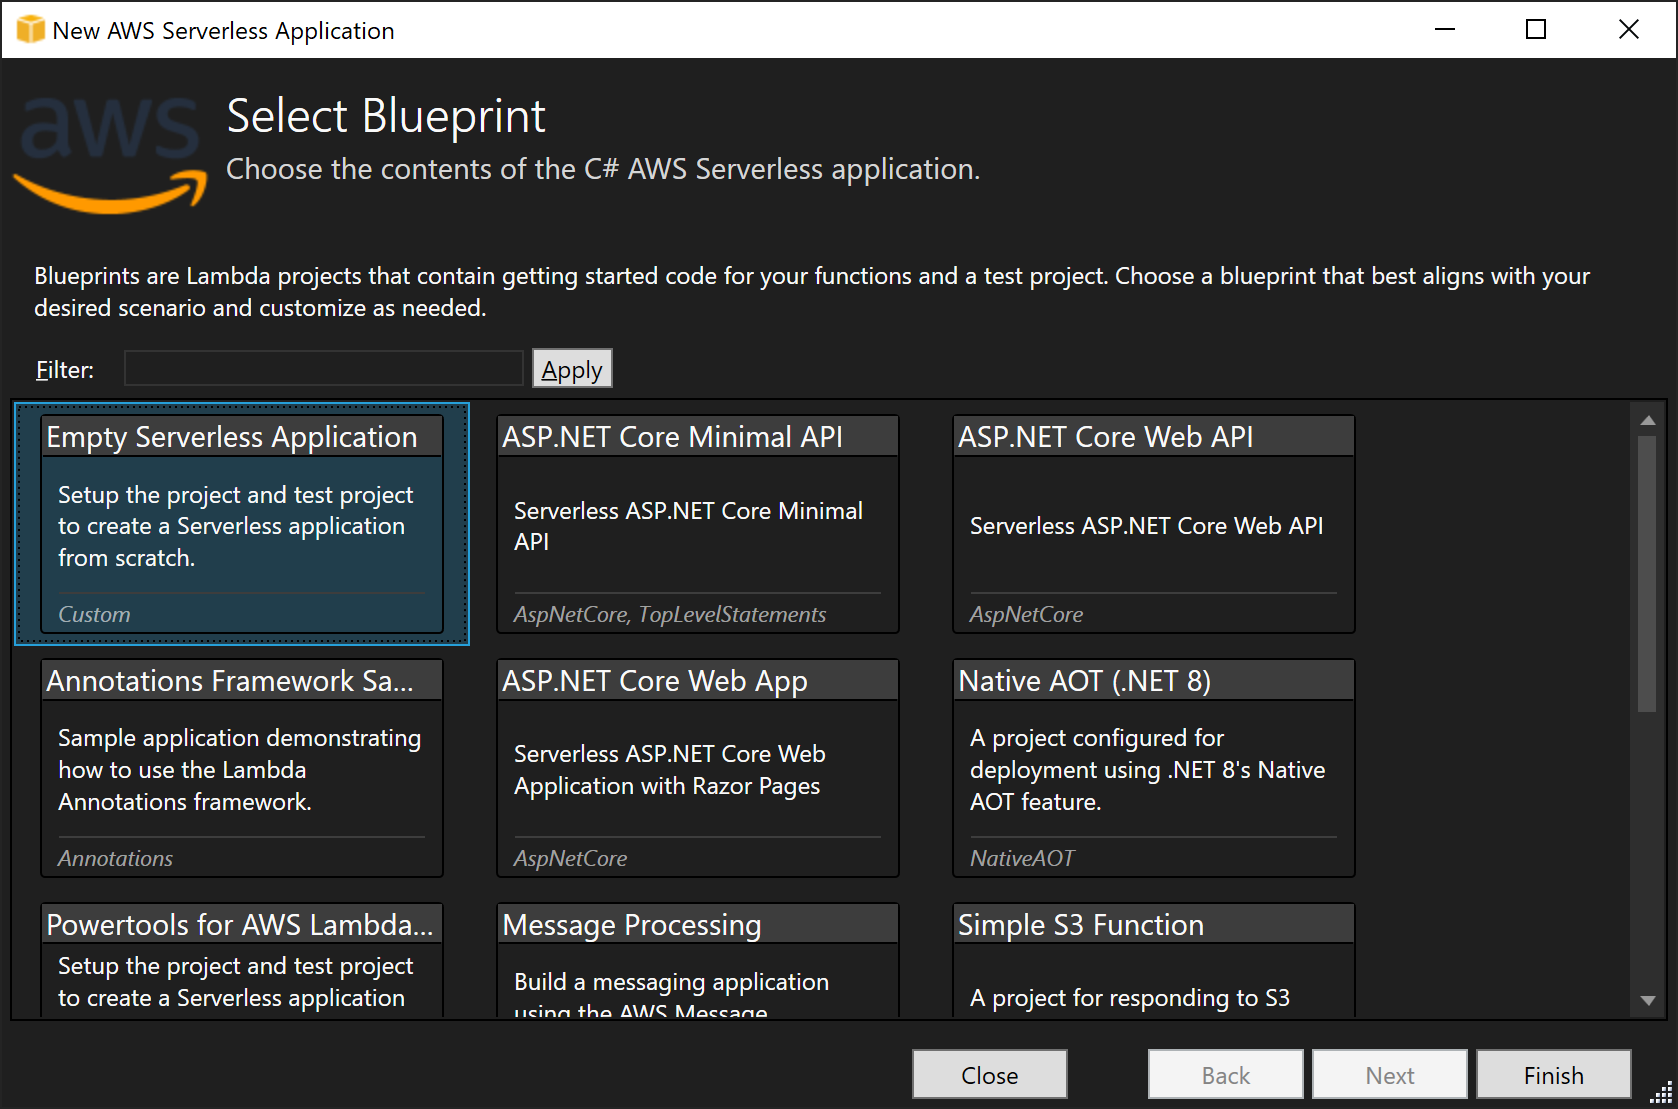 New AWS Serverless Application
aws
Select Blueprint
Choose the contents of the C# AWS Serverless application.
Blueprints are Lambda projects that contain getting started code for your functions and a test project. Choose a blueprint that best aligns with your
desired scenario and customize as needed.
Filter:
Apply
Empty Serverless Application
Setup the project and test project
to create a Serverless application
from scratch.
Custom
ASP.NET Core Minimal API
Serverless ASP.NET Core Minimal
API
AspNetCore, TopLevelStatements
ASP.NET Core Web API
Serverless ASP.NET Core Web API
AspNetCore
Annotations Framework Sa...
Sample application demonstrating
how to use the Lambda
Annotations framework.
Annotations
ASP.NET Core Web App
Serverless ASP.NET Core Web
Application with Razor Pages
AspNetCore
Native AOT (.NET 8)
A project configured for
deployment using .NET 8's Native
AOT feature.
NativeAOT
Powertools for AWS Lambda...
Setup the project and test project
to create a Serverless application
Message Processing
Build a messaging application
using the AWS Message
Simple S3 Function
A project for responding to S3
Close
Back
Next
Finish